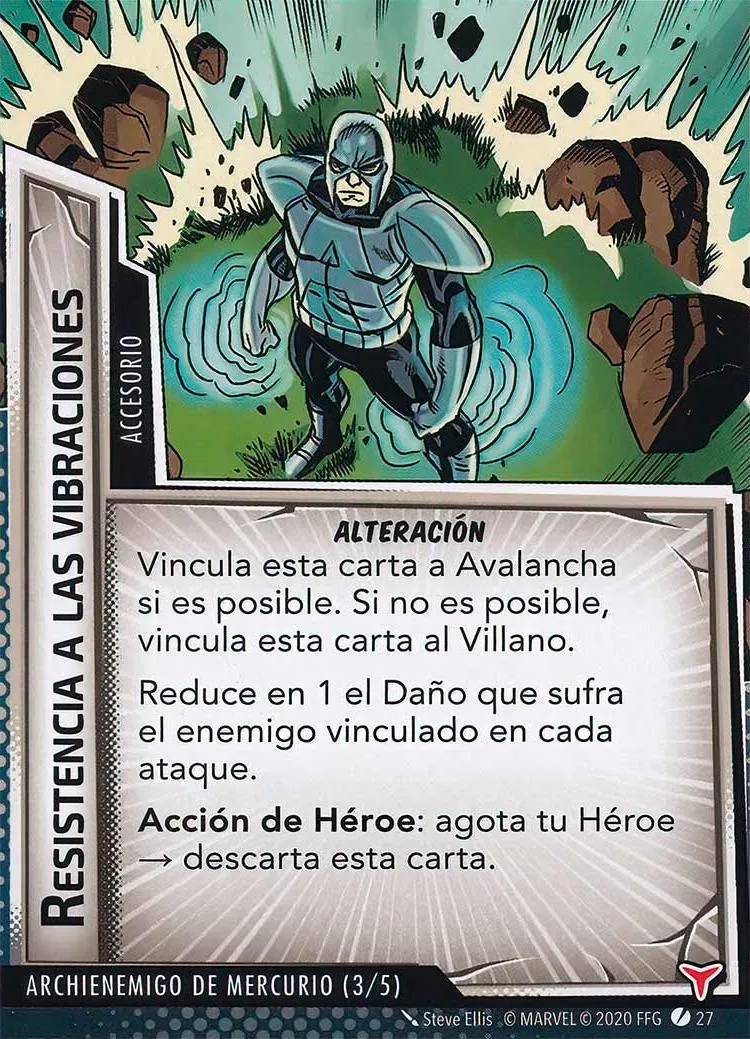 RESISTENCIA A LAS VIBRACIONES
ACCESORIO
ALTERACIÓN
Vincula esta carta a Avalancha
si es posible. Si no es posible,
vincula esta carta al Villano.
Reduce en 1 el Daño que sufra
el enemigo vinculado en cada
ataque.
Acción de Héroe: agota tu Héroe
→ descarta esta carta.
ARCHIENEMIGO DE MERCURIO (3/5)
Steve Ellis © MARVEL © 2020 FFG 27